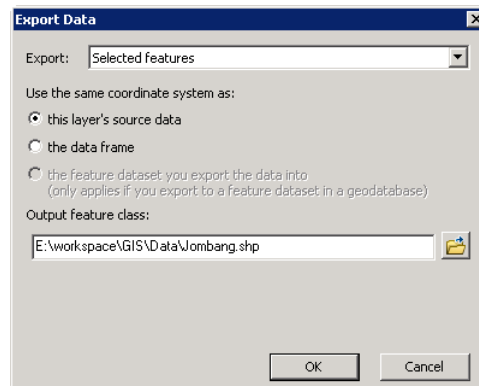 Export Data
Export: Selected features
Use the same coordinate system as:
this layer's source data
the data frame
the feature dataset you export the data into
(only applies if you export to a feature dataset in a geodatabase)
Output feature class:
E:\workspace\GIS\Data\Jombang.shp
OK Cancel